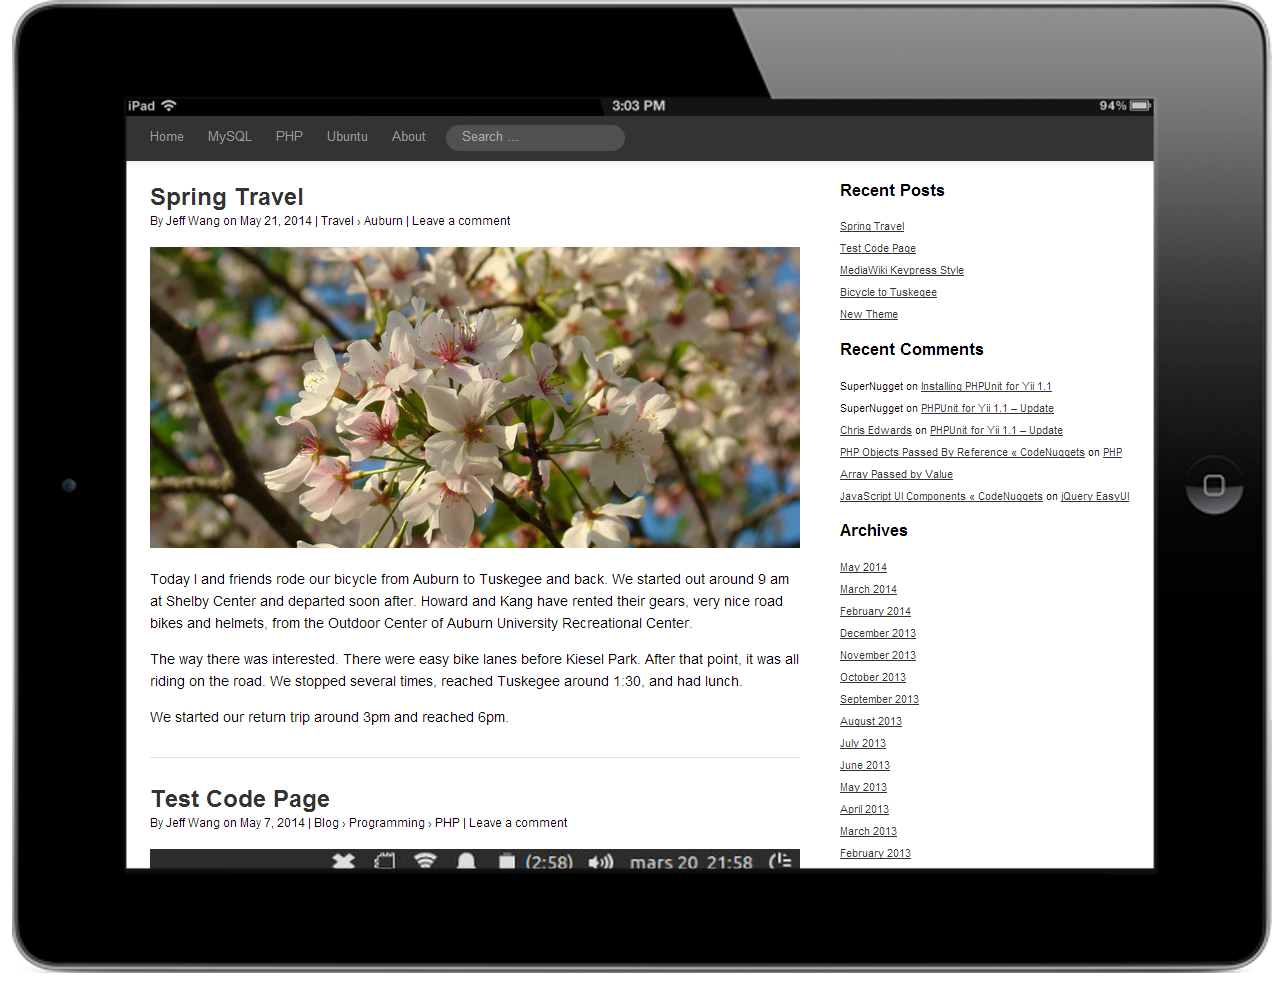 iPad 3:03 PM 94%
Home MySQL PHP Ubuntu About Search ...
Spring Travel
By Jeff Wang on May 21, 2014 | Travel › Auburn | Leave a comment
Today I and friends rode our bicycle from Auburn to Tuskegee and back. We started out around 9 am
at Shelby Center and departed soon after. Howard and Kang have rented their gears, very nice road
bikes and helmets, from the Outdoor Center of Auburn University Recreational Center.
The way there was interested. There were easy bike lanes before Kiesel Park. After that point, it was all
riding on the road. We stopped several times, reached Tuskegee around 1:30, and had lunch.
We started our return trip around 3pm and reached 6pm.
Test Code Page
By Jeff Wang on May 7, 2014 | Blog › Programming › PHP | Leave a comment
(2:58) mars 20 21:58
Recent Posts
Spring Travel
Test Code Page
MediaWiki Keypress Style
Bicycle to Tuskegee
New Theme
Recent Comments
SuperNugget on Installing PHPUnit for Yii 1.1
SuperNugget on PHPUnit for Yii 1.1 – Update
Chris Edwards on PHPUnit for Yii 1.1 – Update
PHP Objects Passed By Reference « CodeNuggets on PHP
Array Passed by Value
JavaScript UI Components « CodeNuggets on jQuery EasyUI
Archives
May 2014
March 2014
February 2014
December 2013
November 2013
October 2013
September 2013
August 2013
July 2013
June 2013
May 2013
April 2013
March 2013
February 2013